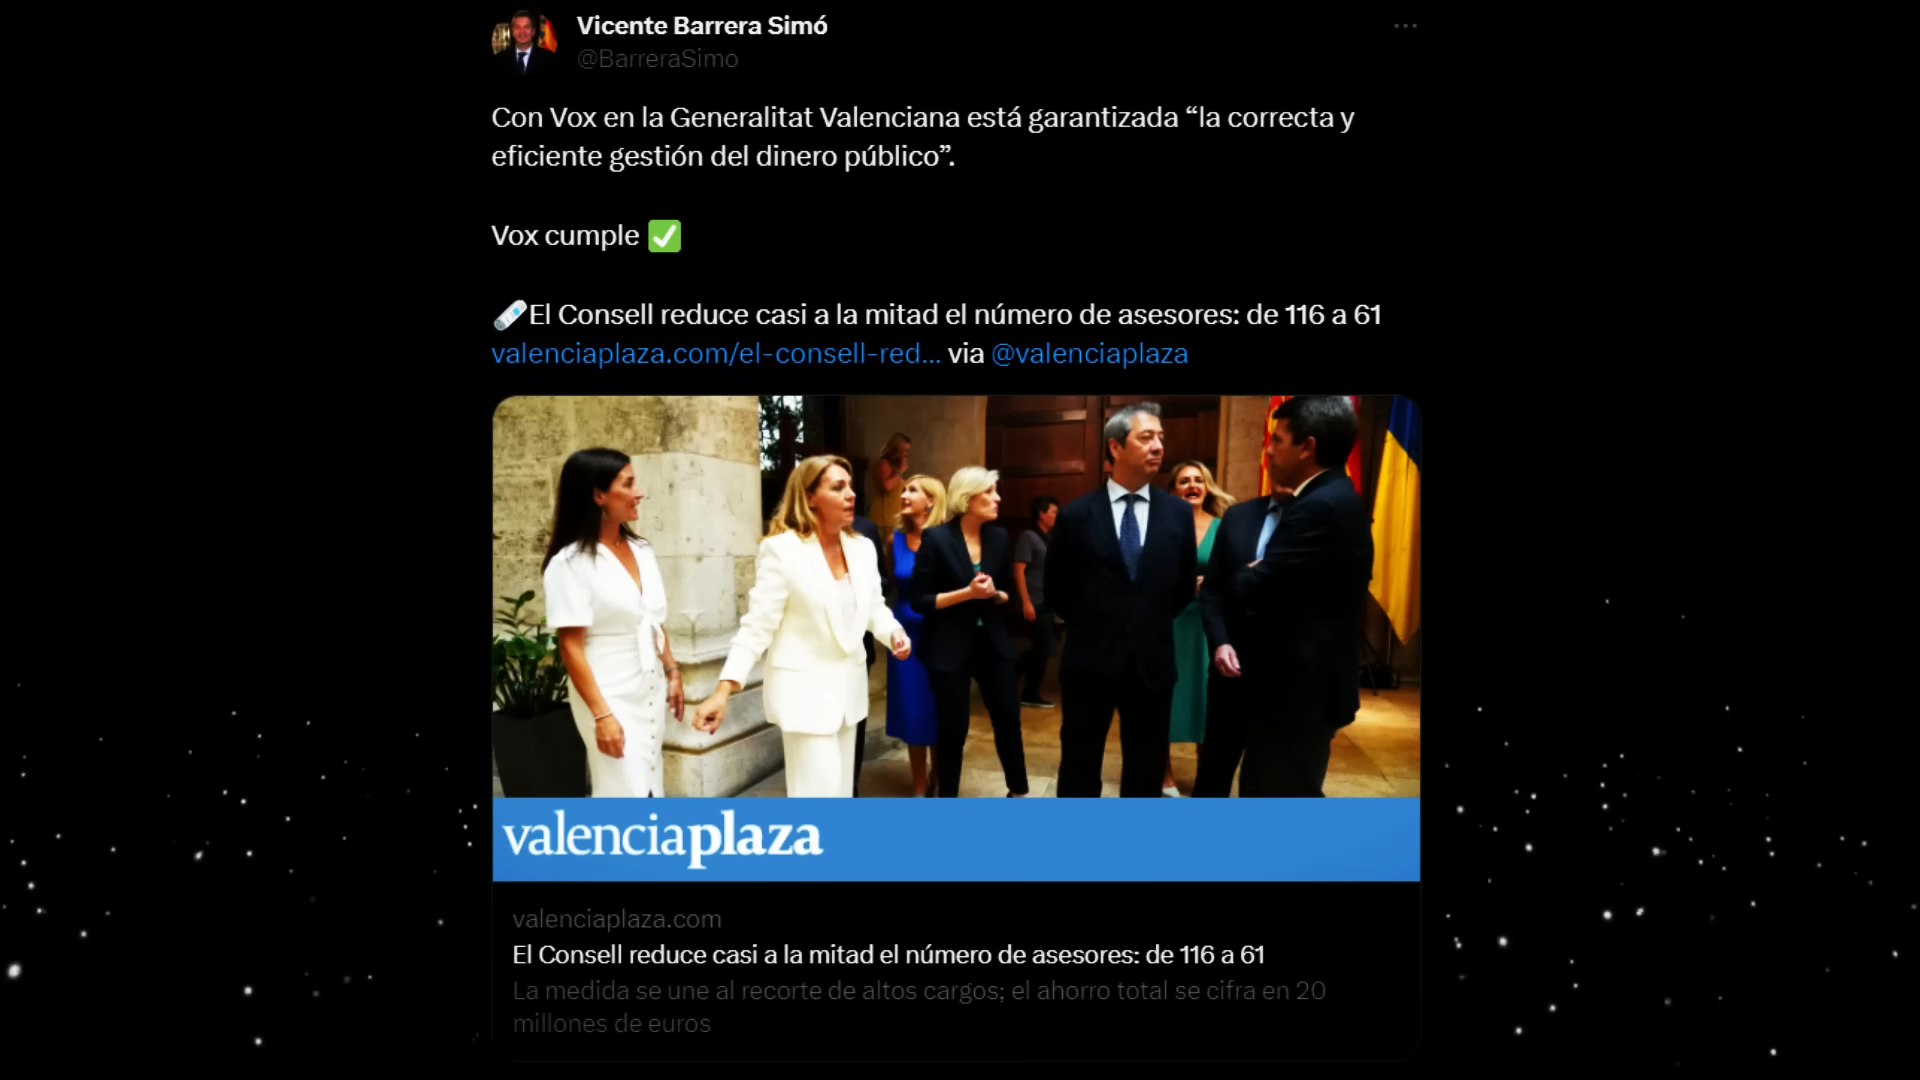 Vicente Barrera Simó
@BarreraSimo
Con Vox en la Generalitat Valenciana está garantizada “la correcta y
eficiente gestión del dinero público”.
Vox cumple ✅
🗞️El Consell reduce casi a la mitad el número de asesores: de 116 a 61
valenciaplaza.com/el-consell-red... via @valenciaplaza
valenciaplaza
valenciaplaza.com
El Consell reduce casi a la mitad el número de asesores: de 116 a 61
La medida se une al recorte de altos cargos; el ahorro total se cifra en 20
millones de euros